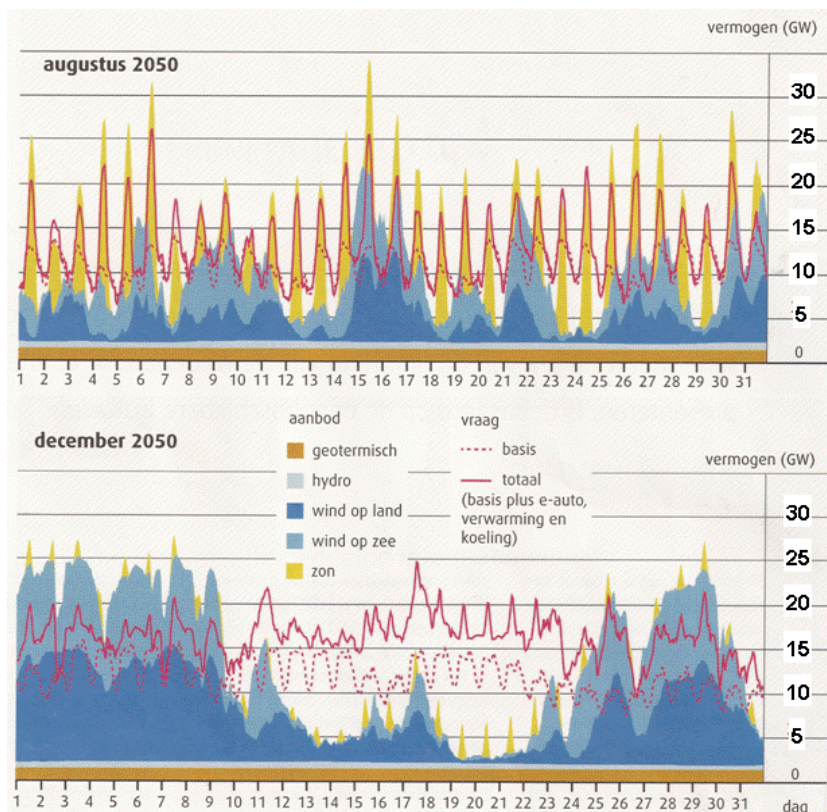 vermogen (GW)
augustus 2050
30
25
20
15
10
5
0
1 2 3 4 5 6 7 8 9 10 11 12 13 14 15 16 17 18 19 20 21 22 23 24 25 26 27 28 29 30 31
aanbod
vraag
december 2050
geotermisch
basis
vermogen (GW)
hydro
totaal
wind op land
(basis plus e-auto,
wind op zee
verwarming en
zon
koeling)
30
25
20
15
10
5
0
1 2 3 4 5 6 7 8 9 10 11 12 13 14 15 16 17 18 19 20 21 22 23 24 25 26 27 28 29 30 31
dag